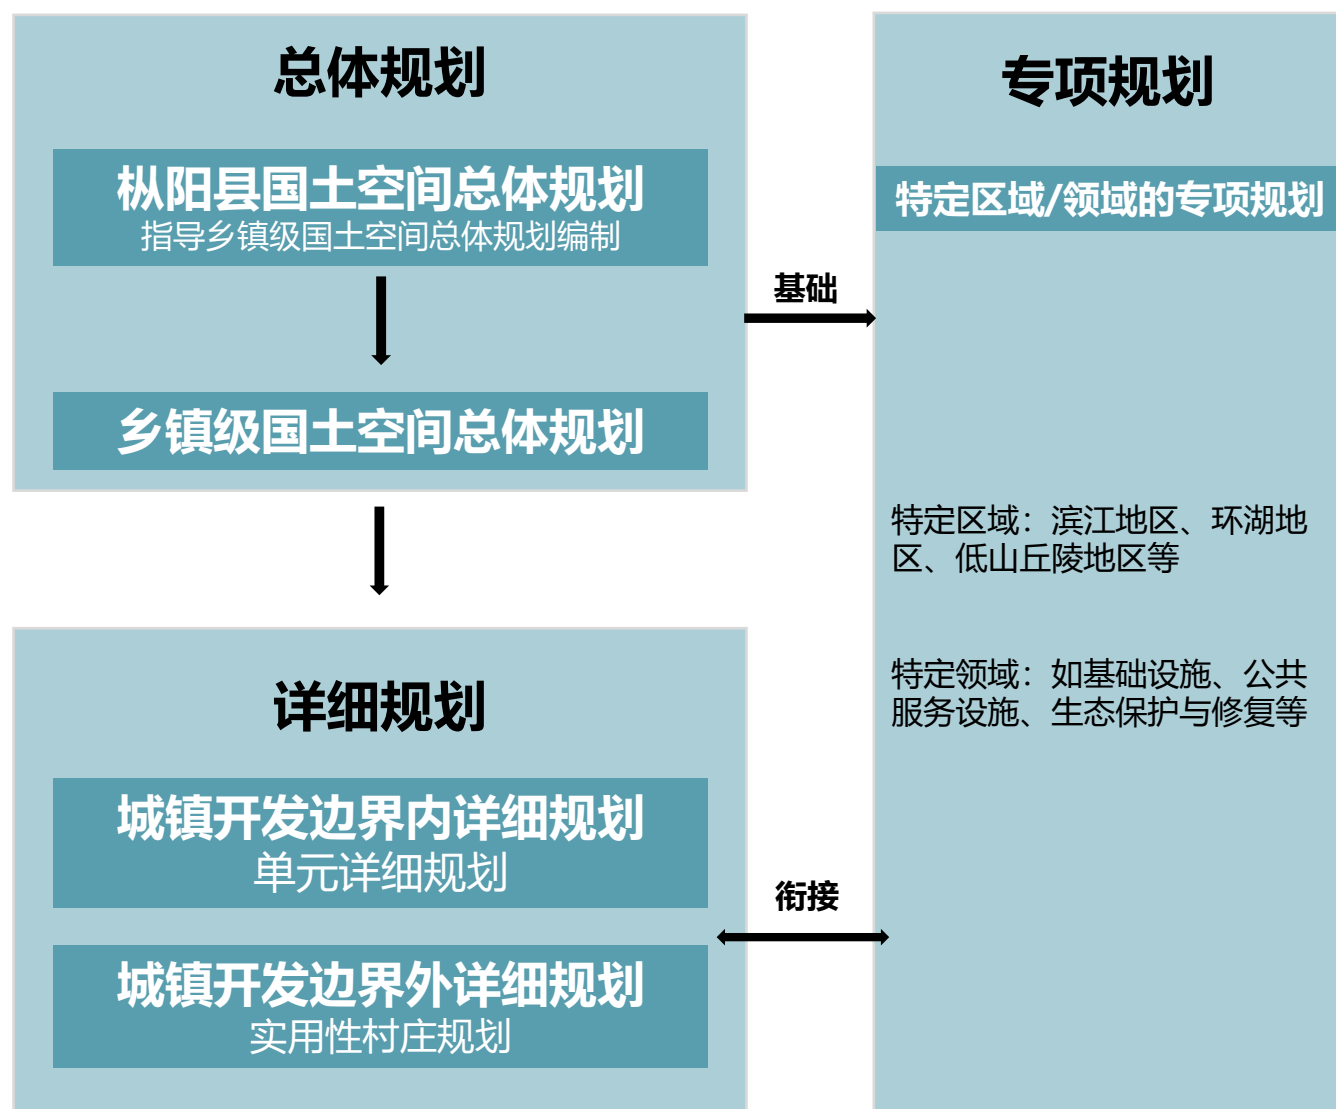 总体规划
枞阳县国土空间总体规划
指导乡镇级国土空间总体规划编制
乡镇级国土空间总体规划
基础
专项规划
特定区域/领域的专项规划
特定区域：滨江地区、环湖地
区、低山丘陵地区等
特定领域：如基础设施、公共
服务设施、生态保护与修复等
详细规划
城镇开发边界内详细规划
单元详细规划
衔接
城镇开发边界外详细规划
实用性村庄规划